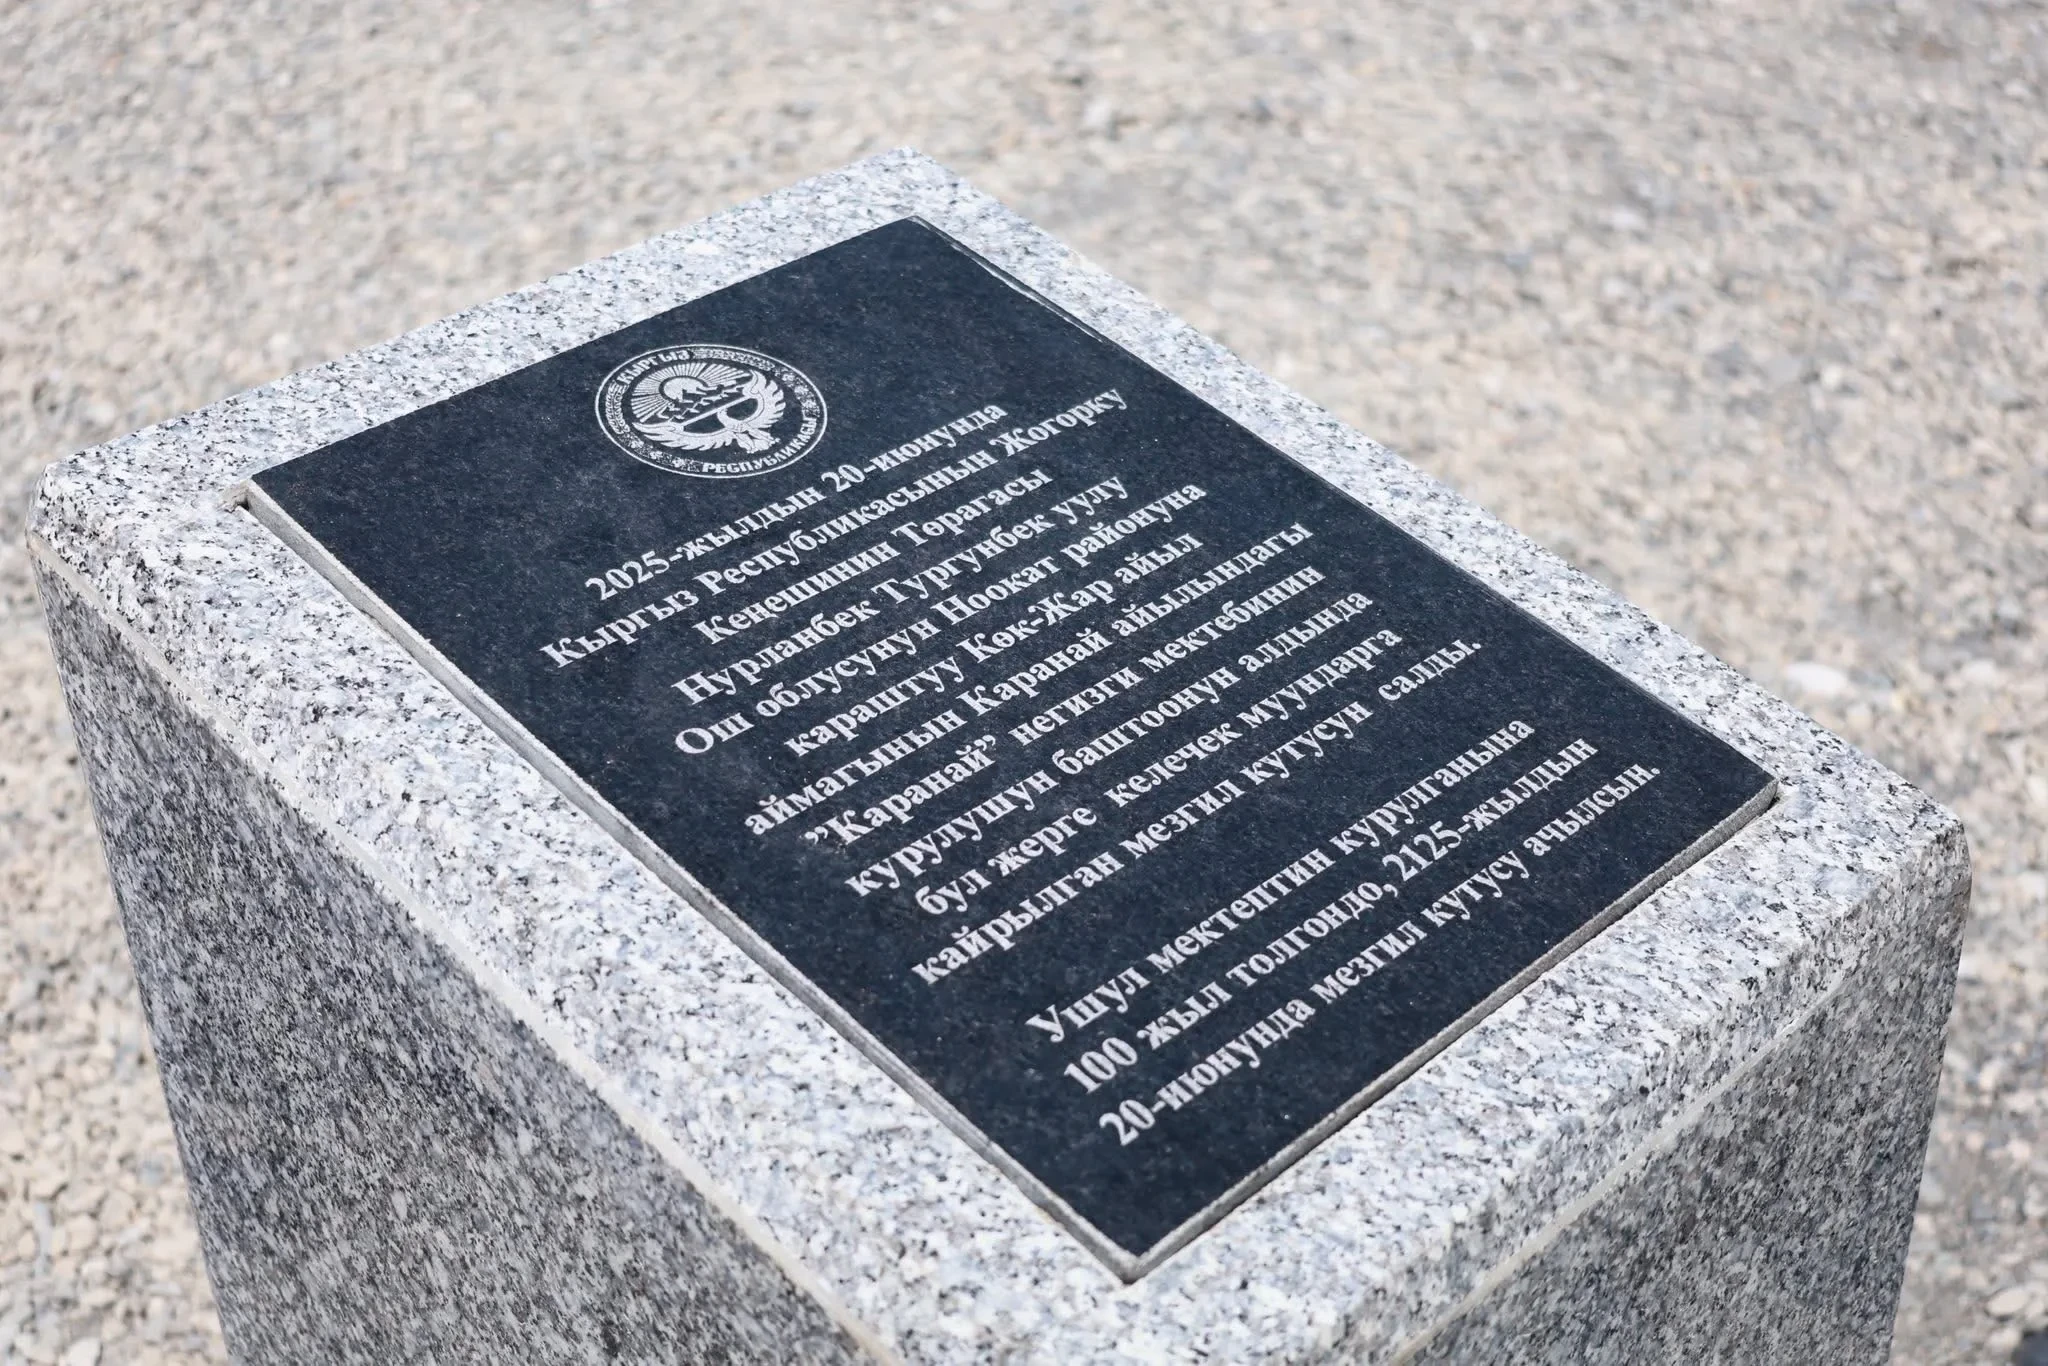 КЫРГЫЗ
РЕСПУБЛИКАСЫ
2025-жылдын 20-июнунда
Кыргыз Республикасынын Жогорку
Кеңешинин Төрагасы
Нурланбек Тургунбек уулу
Ош облусунун Ноокат районуна
караштуу Көк-Жар айыл
аймагынын Каранай айылындагы
”Каранай” негизги мектебинин
курулушун баштоонун алдында
бул жерге келечек муундарга
кайрылган мезгил кутусун салды.
Ушул мектептин курулганына
100 жыл толгондо, 2125-жылдын
20-июнунда мезгил кутусу ачылсын.